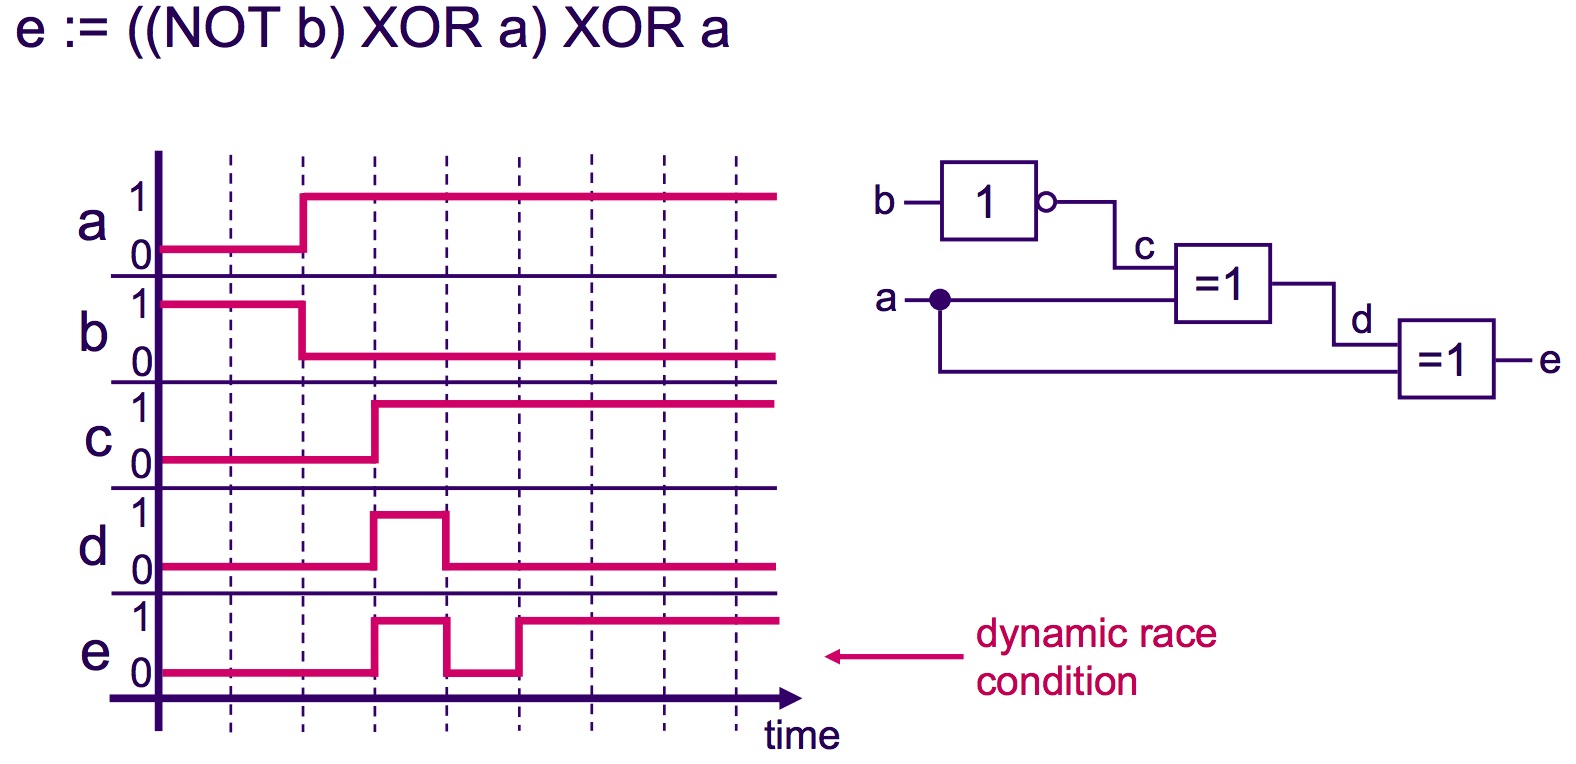 e := ((NOT b) XOR a) XOR a
a
1
0
b
1
0
c
1
0
d
1
0
e
1
0
time
b
1
c
a
=1
d
=1
e
dynamic race
condition